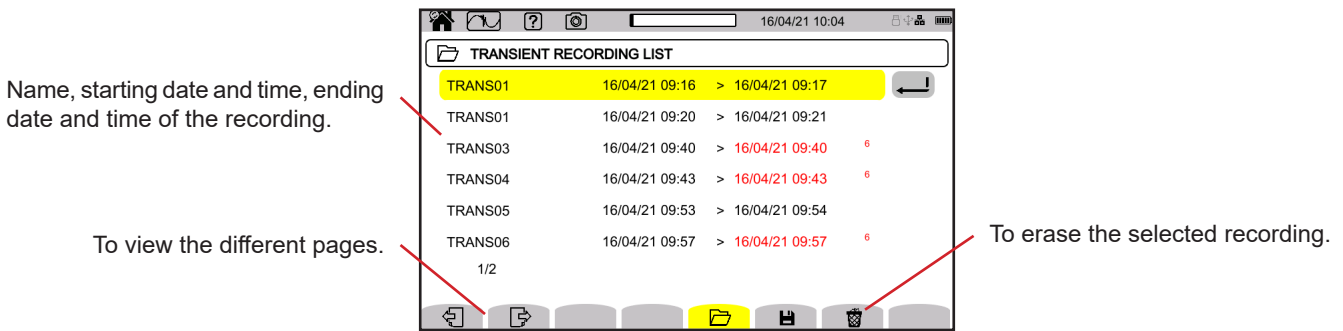 16/04/21 10:04
TRANSIENT RECORDING LIST
Name, starting date and time, ending
date and time of the recording.
TRANS01 16/04/21 09:16 > 16/04/21 09:17
TRANS01 16/04/21 09:20 > 16/04/21 09:21
TRANS03 16/04/21 09:40 > 16/04/21 09:40 6
TRANS04 16/04/21 09:43 > 16/04/21 09:43 6
TRANS05 16/04/21 09:53 > 16/04/21 09:54
TRANS06 16/04/21 09:57 > 16/04/21 09:57 6
To view the different pages.
To erase the selected recording.
1/2